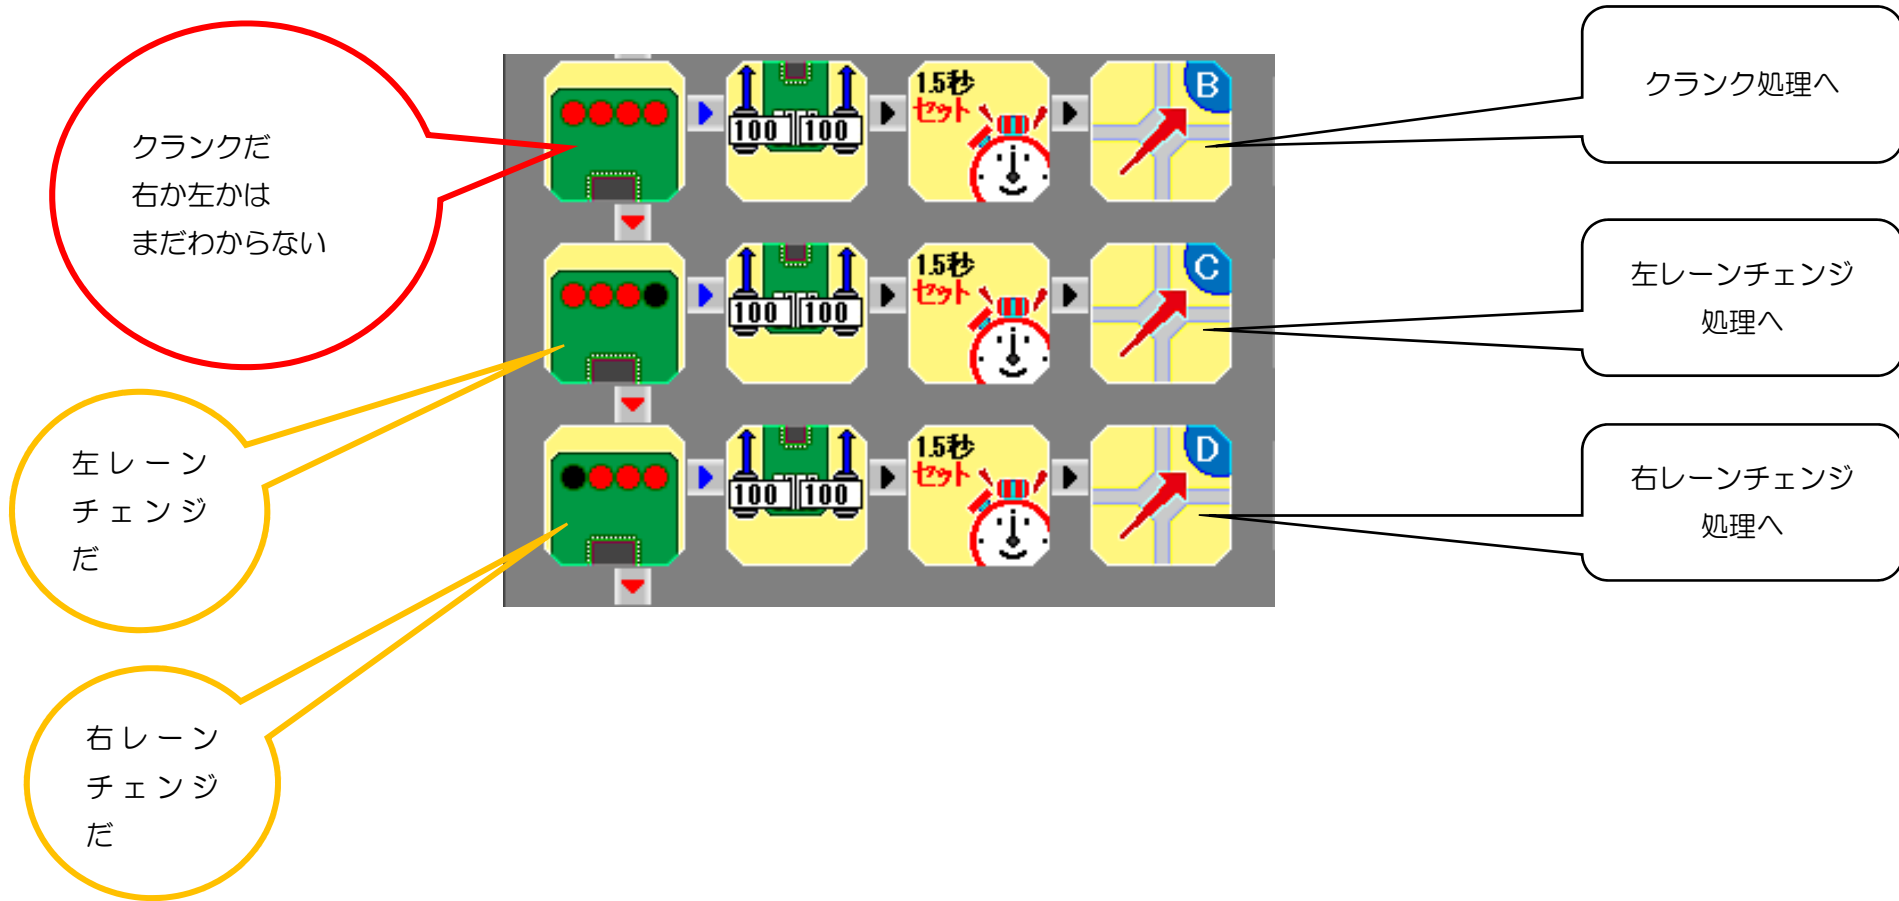 クランクだ
右か左かは
まだわからない
左レーン
チェンジ
だ
右レーン
チェンジ
だ
100 100
1.5秒
セット
B
100 100
1.5秒
セット
C
100 100
1.5秒
セット
D
クランク処理へ
左レーンチェンジ
処理へ
右レーンチェンジ
処理へ